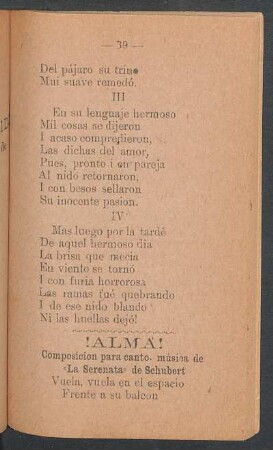 — 39 —
Del pájaro su trino
Mui suave remedó.
III
En su lenguaje hermoso
Mil cosas se dijeron
I acaso comprendieron,
Las dichas del amor,
Pues, pronto i en pareja
Al nido retornaron,
I con besos sellaron
Su inocente pasion.
IV
Mas luego por la tarde
De aquel hermoso dia
La brisa que mecia
En viento se tornó
I con furia horrorosa
Las ramas fué quebrando
I de ese nido blando
Ni las huellas dejó!
!ALMA!
Composicion para canto. música de
«La Serenata» de Schubert
Vuela, vuela en el espacio
Frente a su balcon